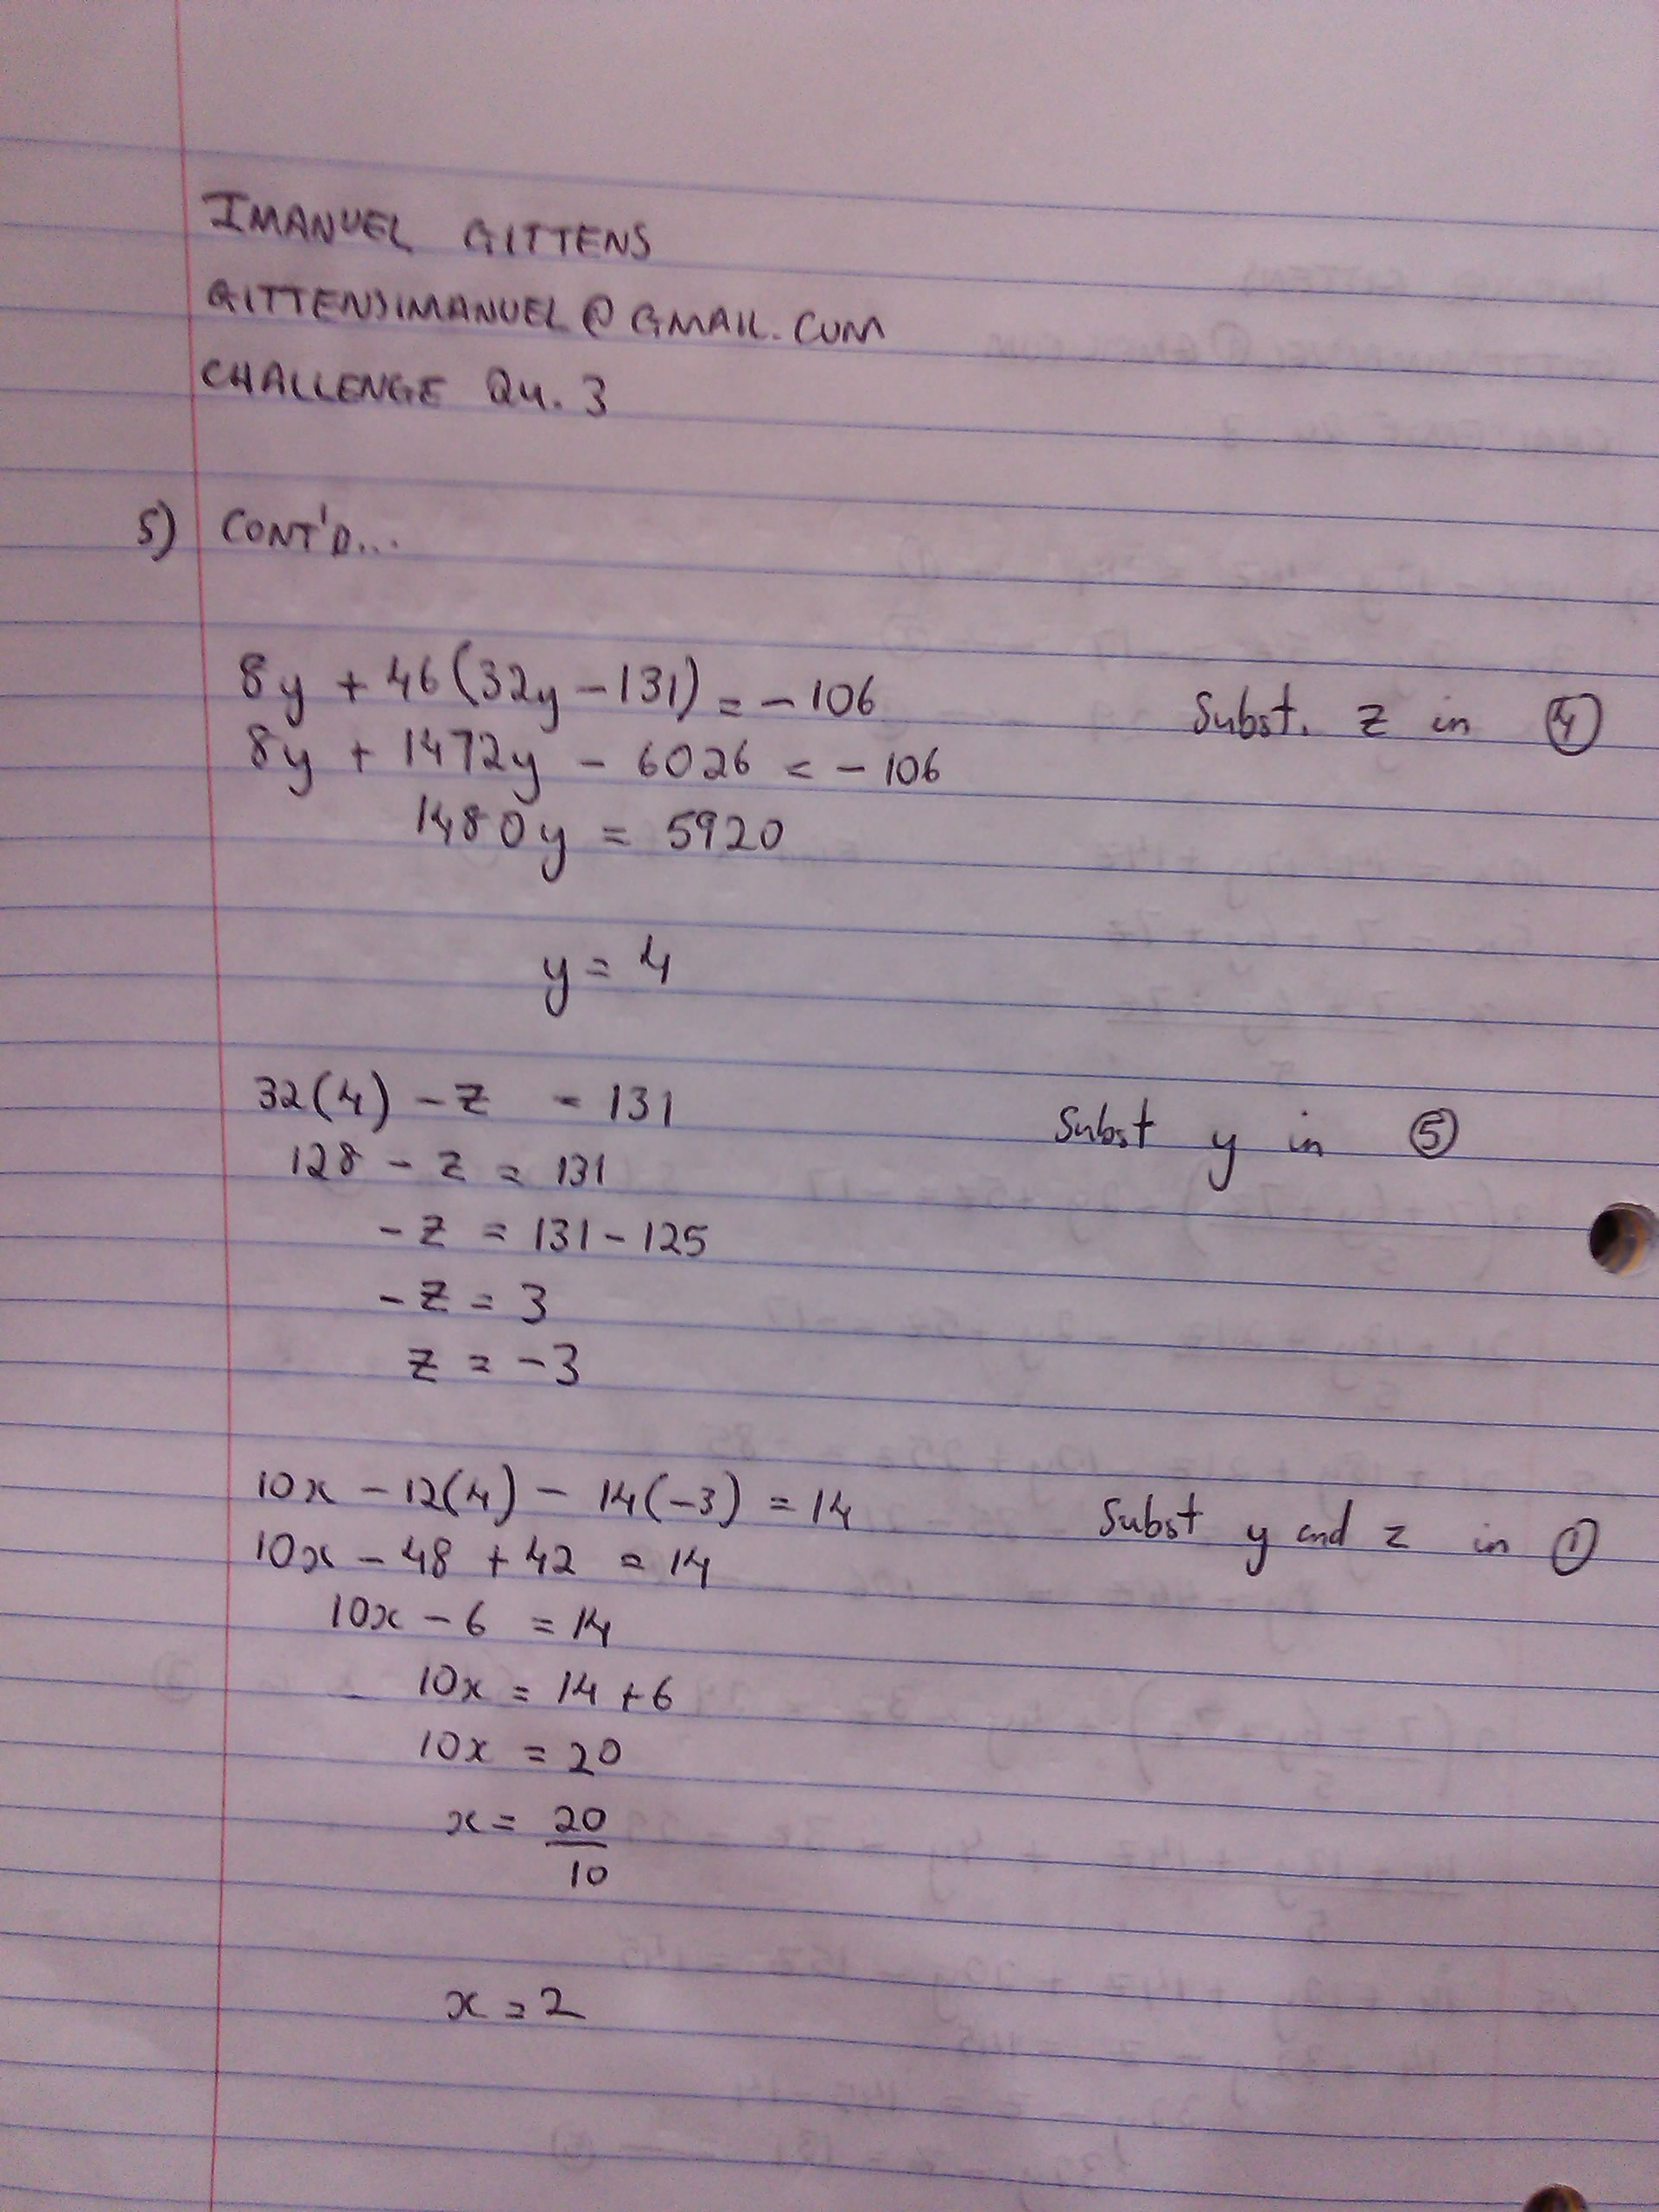 IMANUEL GITTENS
GITTENSIMANUEL@GMAIL.COM
CHALLENGE QU. 3
5) CONT'D...
8y + 46(32y - 131) = - 106 Subst. z in ④
8y + 1472y - 6026 = - 106
1480y = 5920
y = 4
32(4) - z = 131 Subst y in ⑤
128 - z = 131
- z = 131 - 125
- z = 3
z = -3
10x - 12(4) - 14(-3) = 14 Subst y and z in ①
10x - 48 + 42 = 14
10x - 6 = 14
10x = 14 + 6
10x = 20
x = 20
10
x = 2